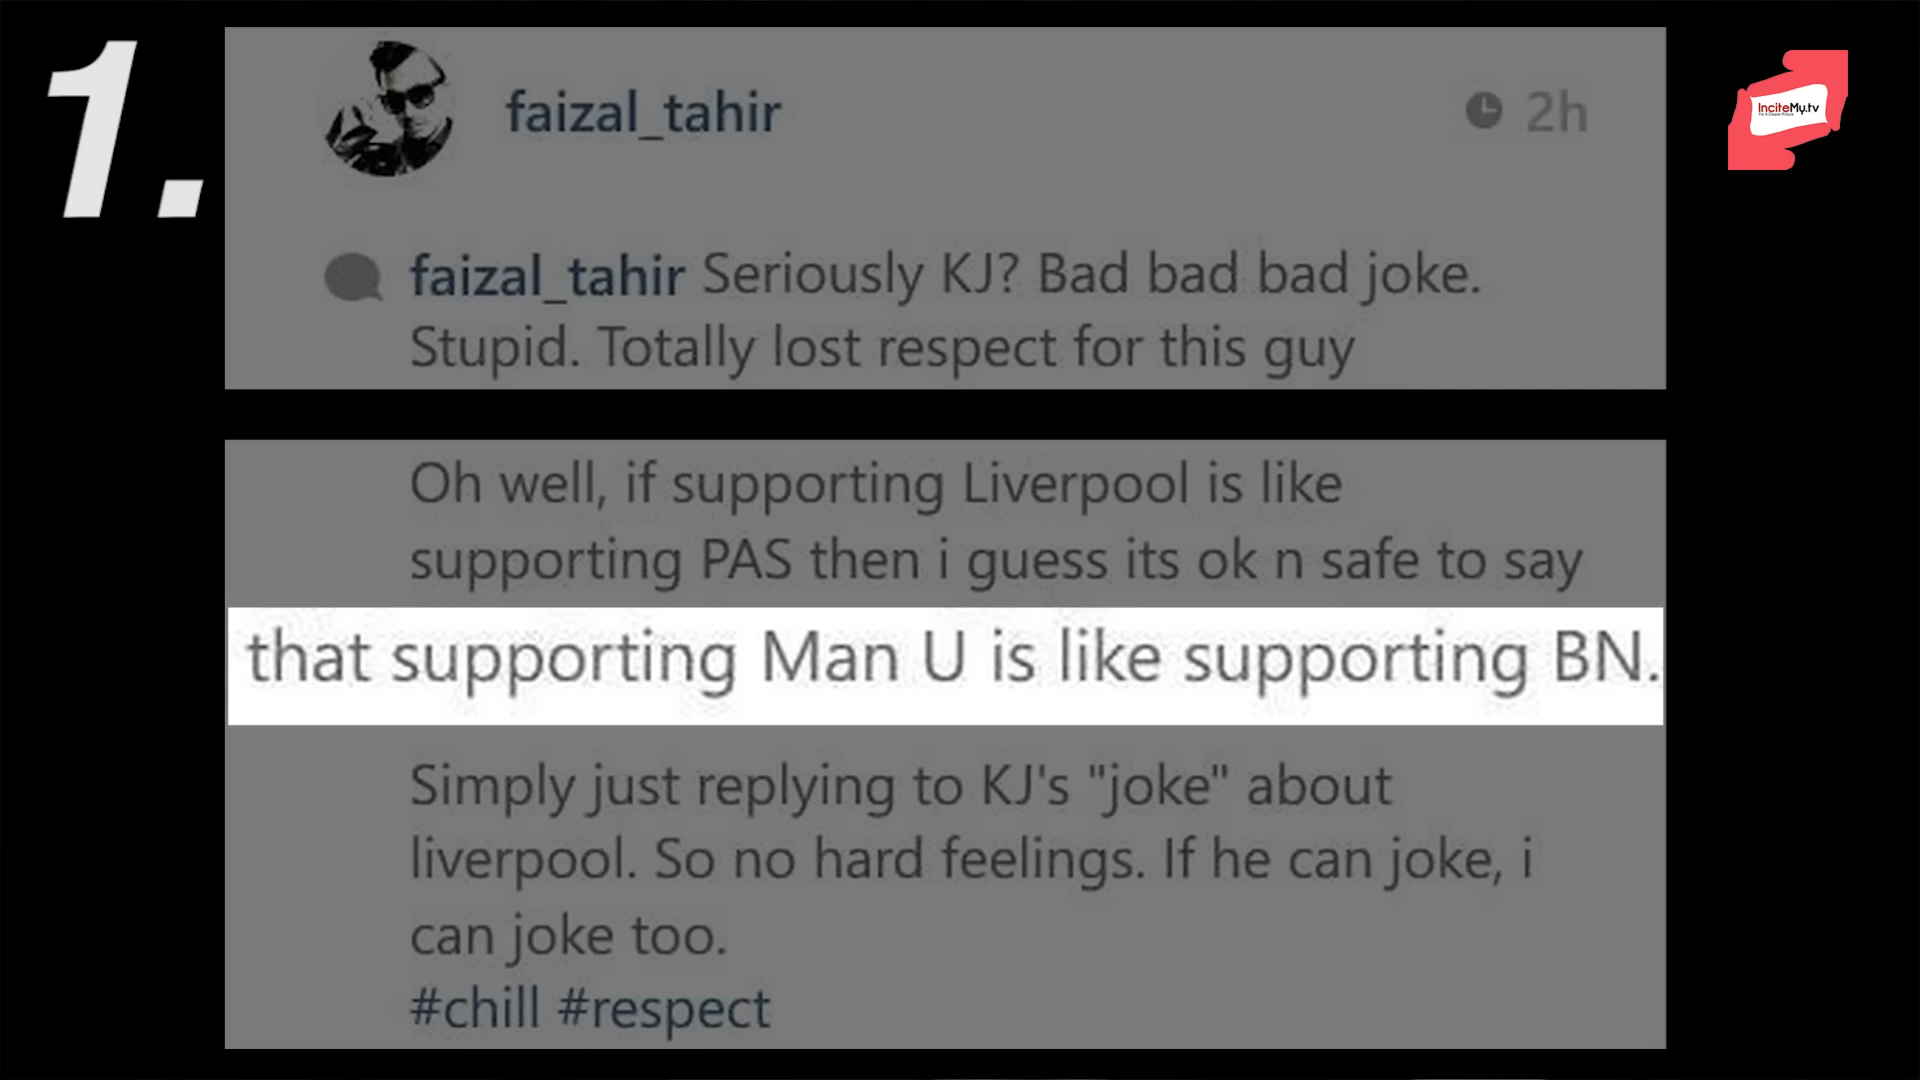 1.
faizal_tahir
2h
InciteMy.tv
faizal_tahir Seriously KJ? Bad bad bad joke.
Stupid. Totally lost respect for this guy
Oh well, if supporting Liverpool is like
supporting PAS then i guess its ok n safe to say
that supporting Man U is like supporting BN.
Simply just replying to KJ's "joke" about
liverpool. So no hard feelings. If he can joke, i
can joke too.
#chill #respect